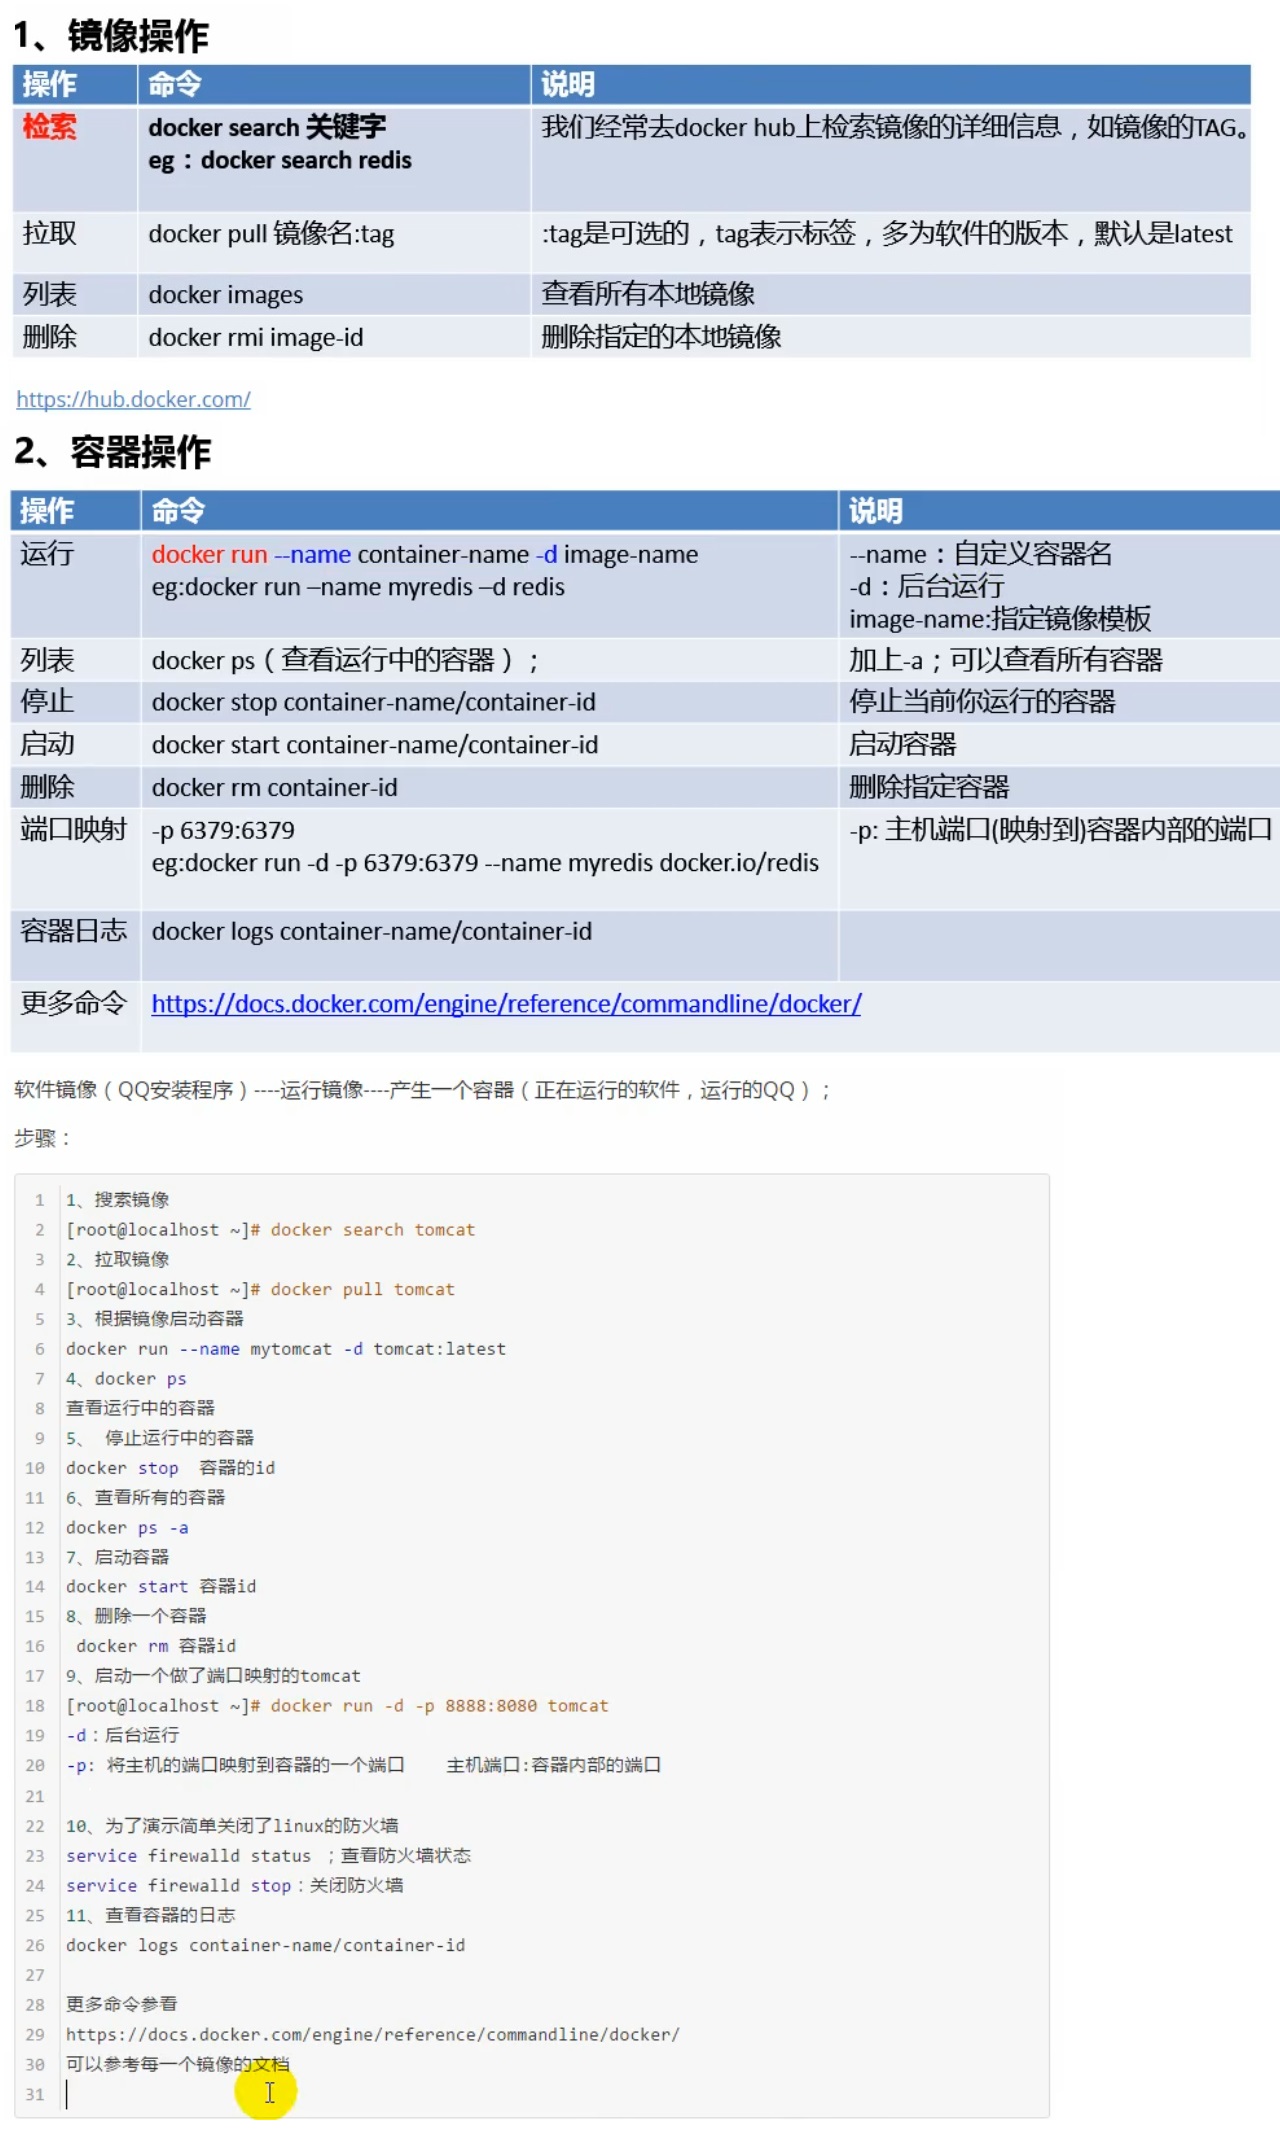 1、镜像操作
操作 命令 说明
检索 docker search 关键字 我们经常去docker hub上检索镜像的详细信息，如镜像的TAG。
eg：docker search redis
拉取 docker pull 镜像名:tag :tag是可选的，tag表示标签，多为软件的版本，默认是latest
列表 docker images 查看所有本地镜像
删除 docker rmi image-id 删除指定的本地镜像
https://hub.docker.com/
2、容器操作
操作 命令 说明
运行 docker run --name container-name -d image-name --name：自定义容器名
eg:docker run –name myredis –d redis -d：后台运行
image-name:指定镜像模板
列表 docker ps（查看运行中的容器）； 加上-a；可以查看所有容器
停止 docker stop container-name/container-id 停止当前你运行的容器
启动 docker start container-name/container-id 启动容器
删除 docker rm container-id 删除指定容器
端口映射 -p 6379:6379 -p: 主机端口(映射到)容器内部的端口
eg:docker run -d -p 6379:6379 --name myredis docker.io/redis
容器日志 docker logs container-name/container-id
更多命令 https://docs.docker.com/engine/reference/commandline/docker/
软件镜像（QQ安装程序）----运行镜像----产生一个容器（正在运行的软件，运行的QQ）；
步骤：
1 1、搜索镜像
2 [root@localhost ~]# docker search tomcat
3 2、拉取镜像
4 [root@localhost ~]# docker pull tomcat
5 3、根据镜像启动容器
6 docker run --name mytomcat -d tomcat:latest
7 4、docker ps
8 查看运行中的容器
9 5、 停止运行中的容器
10 docker stop  容器的id
11 6、查看所有的容器
12 docker ps -a
13 7、启动容器
14 docker start 容器id
15 8、删除一个容器
16  docker rm 容器id
17 9、启动一个做了端口映射的tomcat
18 [root@localhost ~]# docker run -d -p 8888:8080 tomcat
19 -d：后台运行
20 -p: 将主机的端口映射到容器的一个端口    主机端口:容器内部的端口
21
22 10、为了演示简单关闭了linux的防火墙
23 service firewalld status ；查看防火墙状态
24 service firewalld stop：关闭防火墙
25 11、查看容器的日志
26 docker logs container-name/container-id
27
28 更多命令参看
29 https://docs.docker.com/engine/reference/commandline/docker/
30 可以参考每一个镜像的文档
31